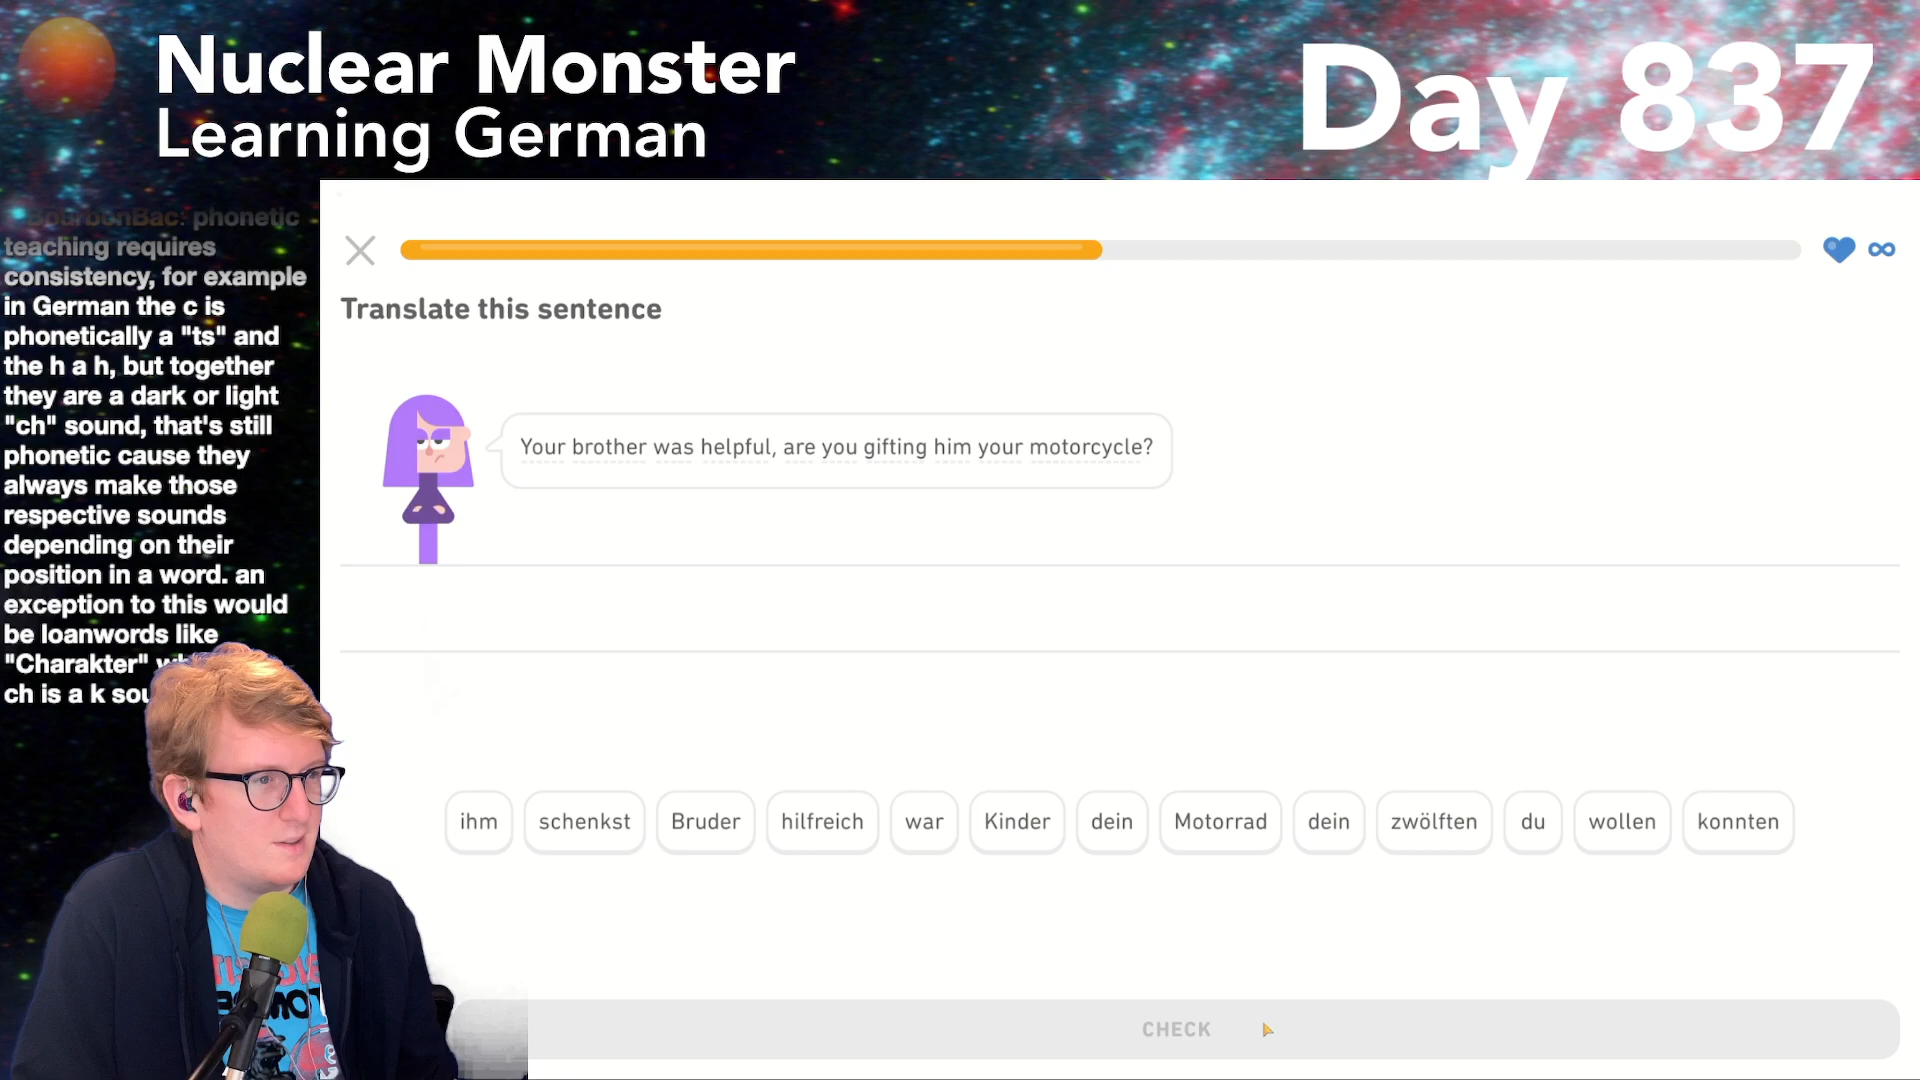 Nuclear Monster
Learning German
Day 837
BourbonBac: phonetic
teaching requires
consistency, for example
in German the c is
phonetically a "ts" and
the h a h, but together
they are a dark or light
"ch" sound, that's still
phonetic cause they
always make those
respective sounds
depending on their
position in a word. an
exception to this would
be loanwords like
"Charakter"
ch is a k
Translate this sentence
Your brother was helpful, are you gifting him your motorcycle?
ihm schenkst Bruder hilfreich war Kinder dein Motorrad dein zwölften du wollen konnten
CHECK